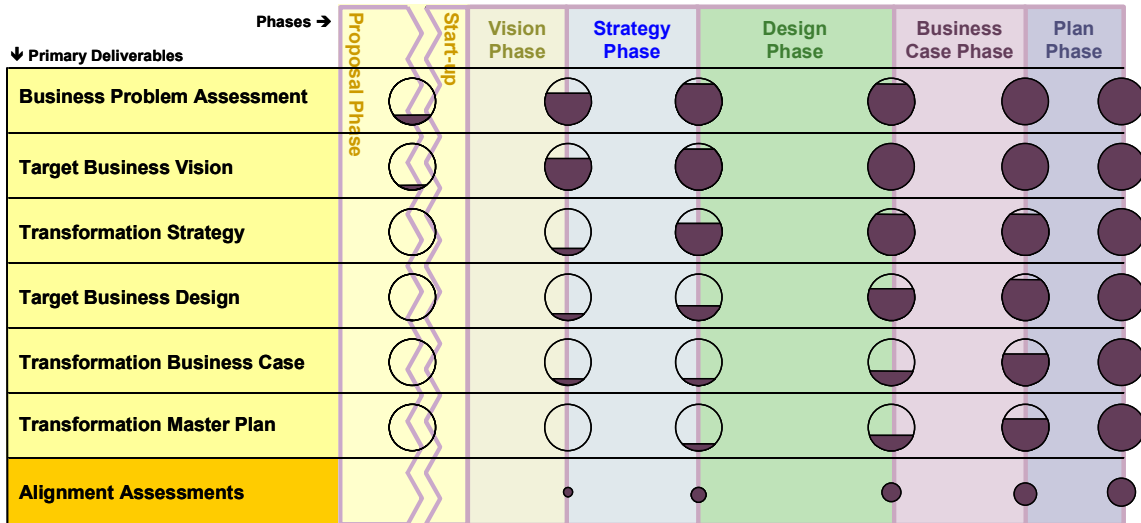 Phases →
Proposal Phase
Start-up
Vision
Phase
Strategy
Phase
Design
Phase
Business
Case Phase
Plan
Phase
↓ Primary Deliverables
Business Problem Assessment
Target Business Vision
Transformation Strategy
Target Business Design
Transformation Business Case
Transformation Master Plan
Alignment Assessments